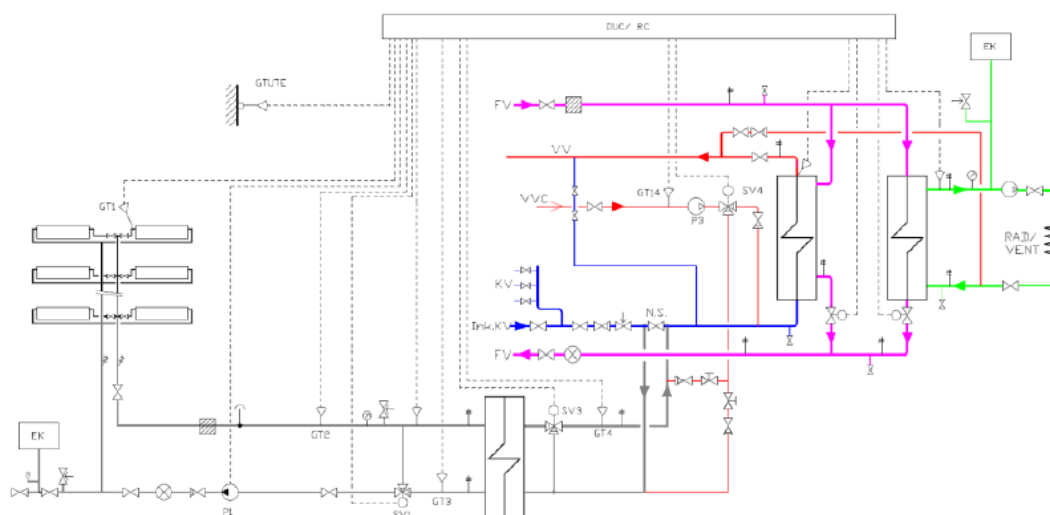 DUC/ RC
EK
GTUTE
FV
VV
GT1
VVC
GT14
SV4
P3
RAD/
VENT
KV
Ink.KV
N.S.
FV
SV3
EK
GT2
GT4
GT3
P1
SV1